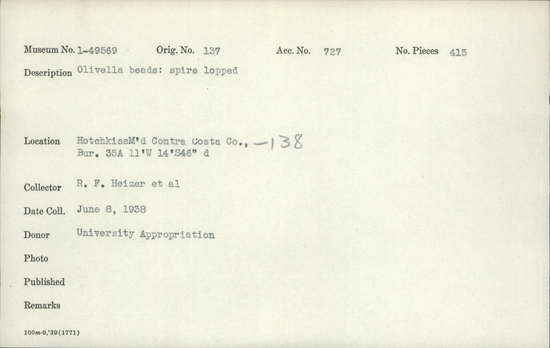 Museum No. 1-49569 Orig. No. 137 Acc. No. 727 No. Pieces 415
Description Olivella beads: spire lopped
Location HotchkissM'd Contra Costa Co., -138
Bur. 35A 11'W 14'S46" d
Collector R. F. Heizer et al
Date Coll. June 8, 1938
Donor University Appropriation
Photo
Published
Remarks
100m-9,'39(1771)